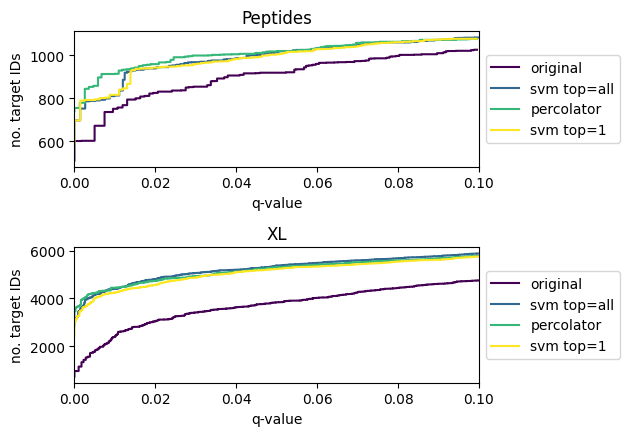 Peptides
no. target IDs
1000
800
600
0.00 0.02 0.04 0.06 0.08 0.10
q-value
original
svm top=all
percolator
svm top=1
XL
no. target IDs
6000
4000
2000
0.00 0.02 0.04 0.06 0.08 0.10
q-value
original
svm top=all
percolator
svm top=1